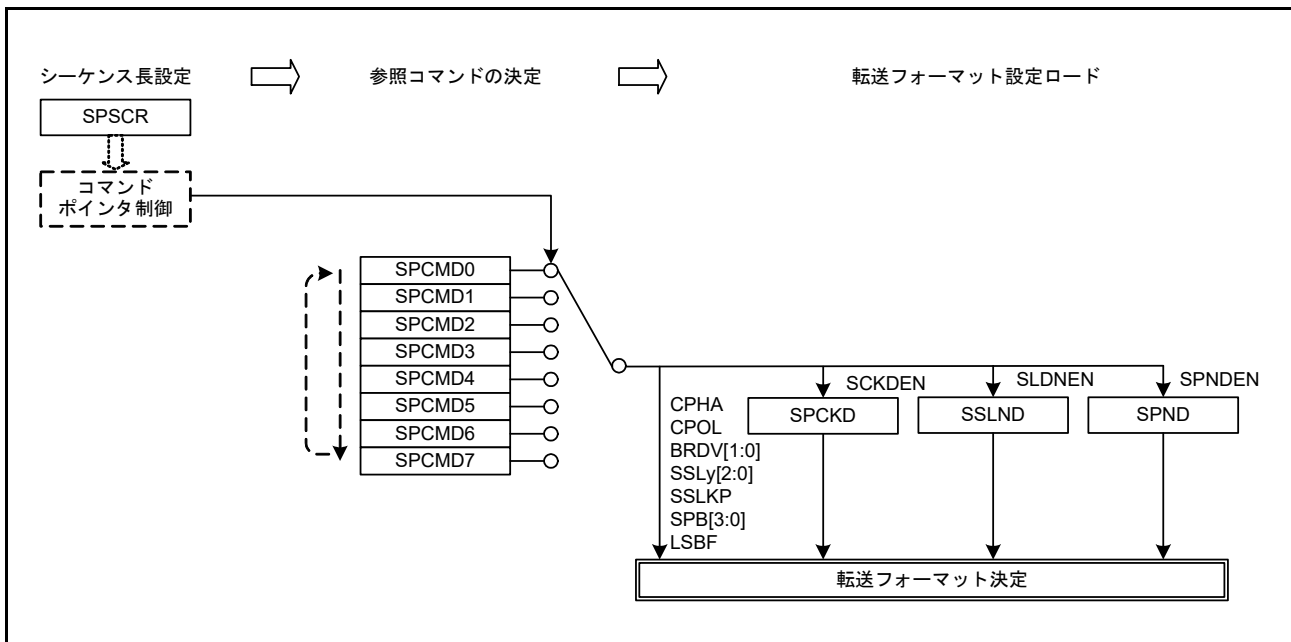 シーケンス長設定
参照コマンドの決定
転送フォーマット設定ロード
SPSCR
コマンド
ポインタ制御
SPCMD0
SPCMD1
SPCMD2
SPCMD3
SPCMD4
SPCMD5
SPCMD6
SPCMD7
SCKDEN
SLDNEN
SPNDEN
CPHA
CPOL
BRDV[1:0]
SSLy[2:0]
SSLKP
SPB[3:0]
LSBF
SPCKD
SSLND
SPND
転送フォーマット決定